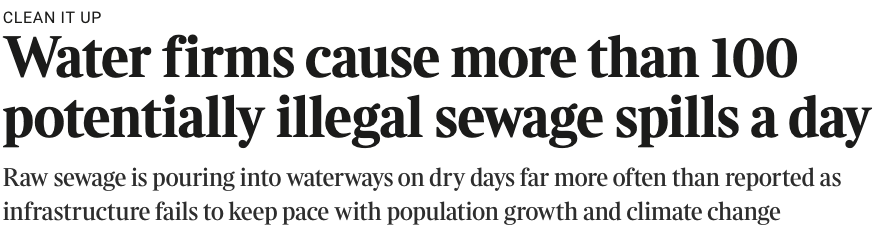 CLEAN IT UP
Water firms cause more than 100
potentially illegal sewage spills a day
Raw sewage is pouring into waterways on dry days far more often than reported as
infrastructure fails to keep pace with population growth and climate change